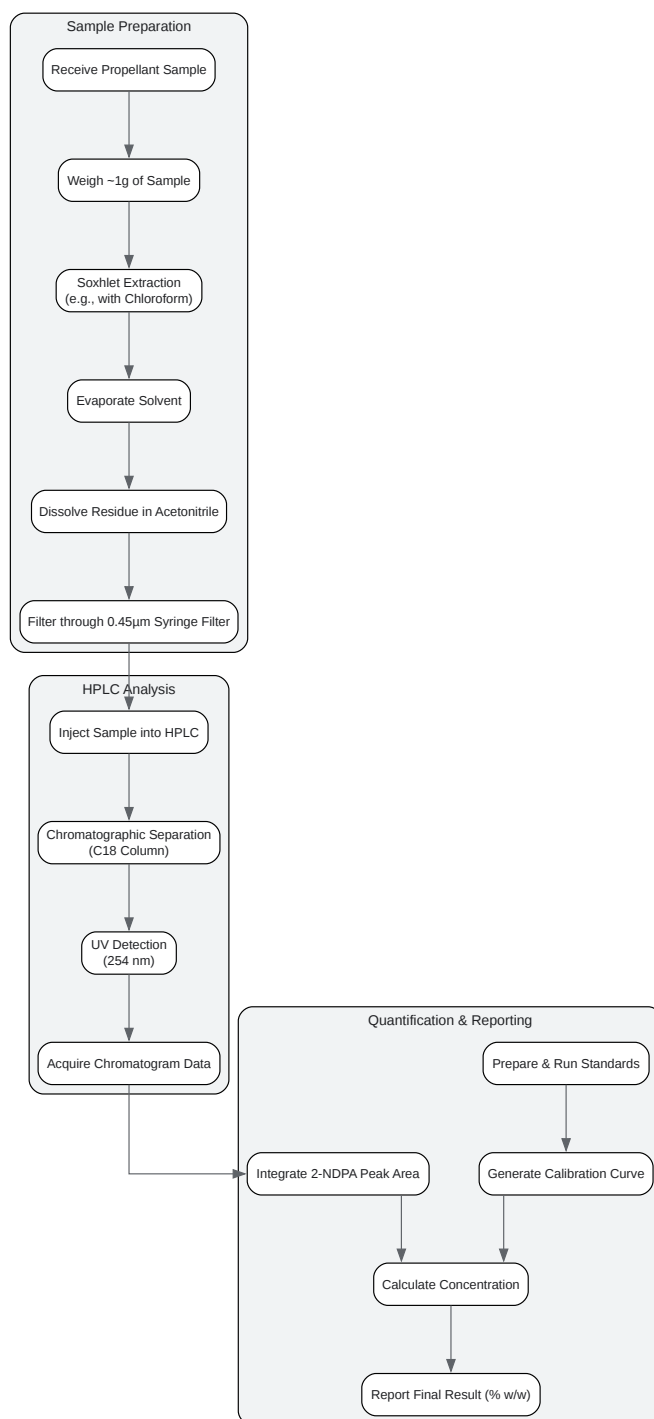 Sample Preparation
Receive Propellant Sample
Weigh ~1g of Sample
Soxhlet Extraction
(e.g., with Chloroform)
Evaporate Solvent
Dissolve Residue in Acetonitrile
Filter through 0.45µm Syringe Filter
HPLC Analysis
Inject Sample into HPLC
Chromatographic Separation
(C18 Column)
UV Detection
(254 nm)
Acquire Chromatogram Data
Quantification & Reporting
Prepare & Run Standards
Integrate 2-NDPA Peak Area
Generate Calibration Curve
Calculate Concentration
Report Final Result (% w/w)